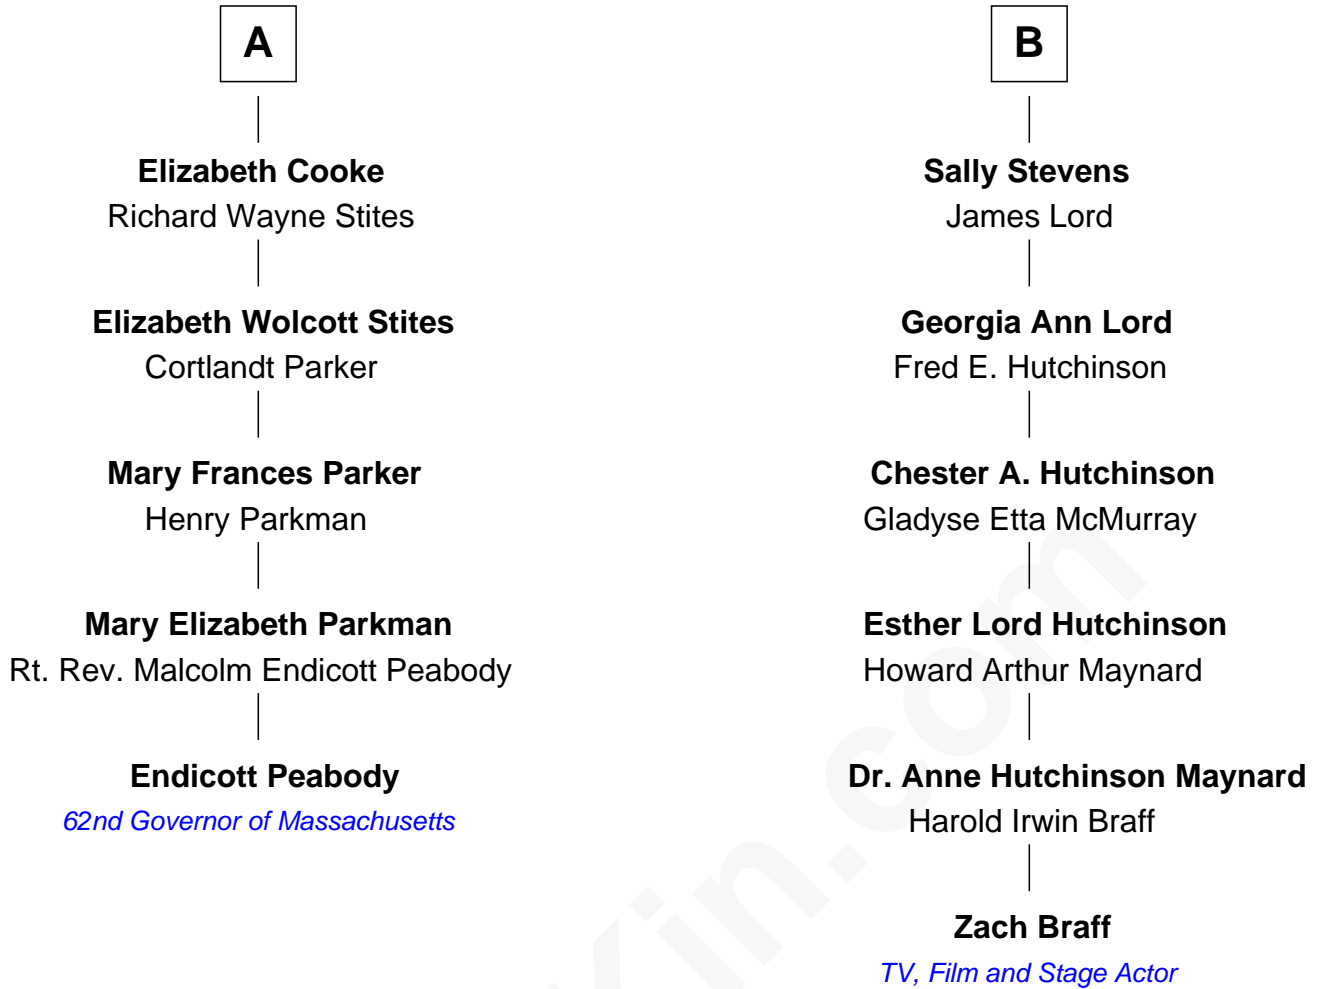 A
Elizabeth Cooke
Richard Wayne Stites
Elizabeth Wolcott Stites
Cortlandt Parker
Mary Frances Parker
Henry Parkman
Mary Elizabeth Parkman
Rt. Rev. Malcolm Endicott Peabody
Endicott Peabody
62nd Governor of Massachusetts
B
Sally Stevens
James Lord
Georgia Ann Lord
Fred E. Hutchinson
Chester A. Hutchinson
Gladyse Etta McMurray
Esther Lord Hutchinson
Howard Arthur Maynard
Dr. Anne Hutchinson Maynard
Harold Irwin Braff
Zach Braff
TV, Film and Stage Actor
Kin.com